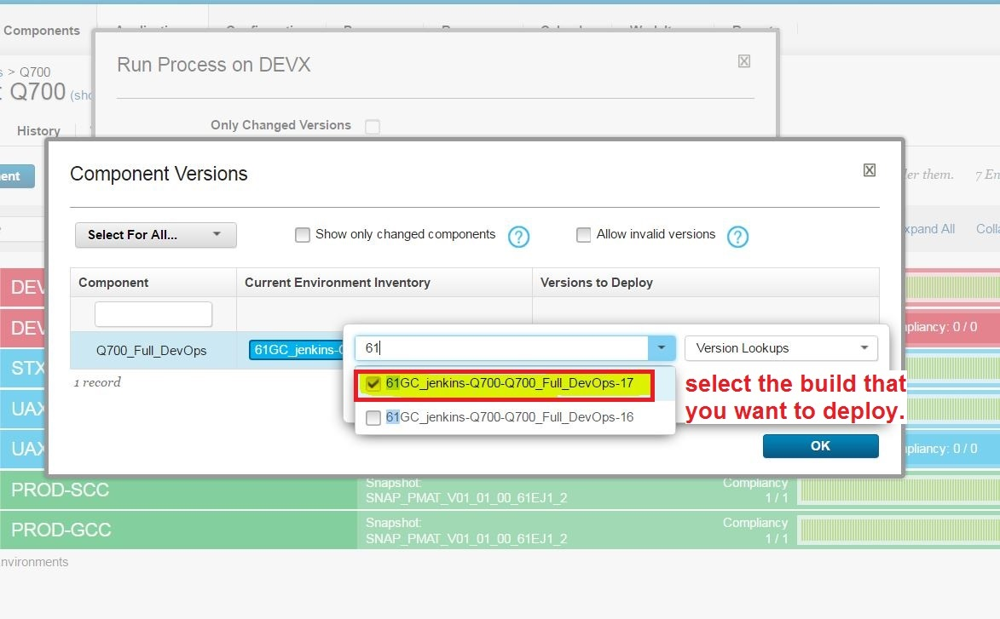 Components
Run Process on DEVX
> Q700
Q700 (sho
Only Changed Versions
History
Component Versions
ent
ler them. 7 En
Select For All... Show only changed components ? Allow invalid versions ?
xpand All Colla
Component Current Environment Inventory Versions to Deploy
DEV
DEV
pliancy: 0 / 0
Q700_Full_DevOps 61GC_jenkins- 61 Version Lookups
STX
1 record
61GC_jenkins-Q700-Q700_Full_DevOps-17
select the build that
you want to deploy.
UAX
61GC_jenkins-Q700-Q700_Full_DevOps-16
UAX
OK
pliancy: 0 / 0
PROD-SCC
Snapshot: Compliancy
SNAP_PMAT_V01_01_00_61EJ1_2 1 / 1
PROD-GCC
Snapshot: Compliancy
SNAP_PMAT_V01_01_00_61EJ1_2 1 / 1
nvironments